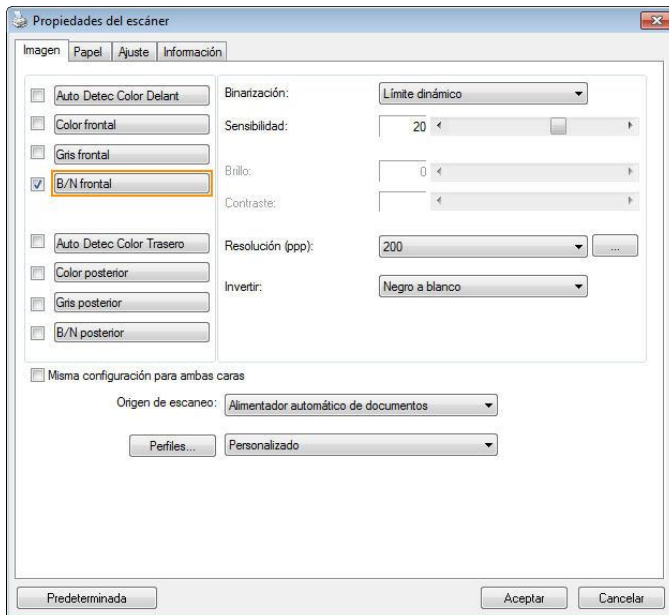 Propiedades del escáner
Imagen Papel Ajuste Información
Auto Detec Color Delant
Color frontal
Gris frontal
B/N frontal
Auto Detec Color Trasero
Color posterior
Gris posterior
B/N posterior
Binarización: Límite dinámico
Sensibilidad: 20
Brillo: 0
Contraste:
Resolución (ppp): 200 ...
Invertir: Negro a blanco
Misma configuración para ambas caras
Origen de escaneo: Alimentador automático de documentos
Perfiles... Personalizado
Predeterminada Aceptar Cancelar